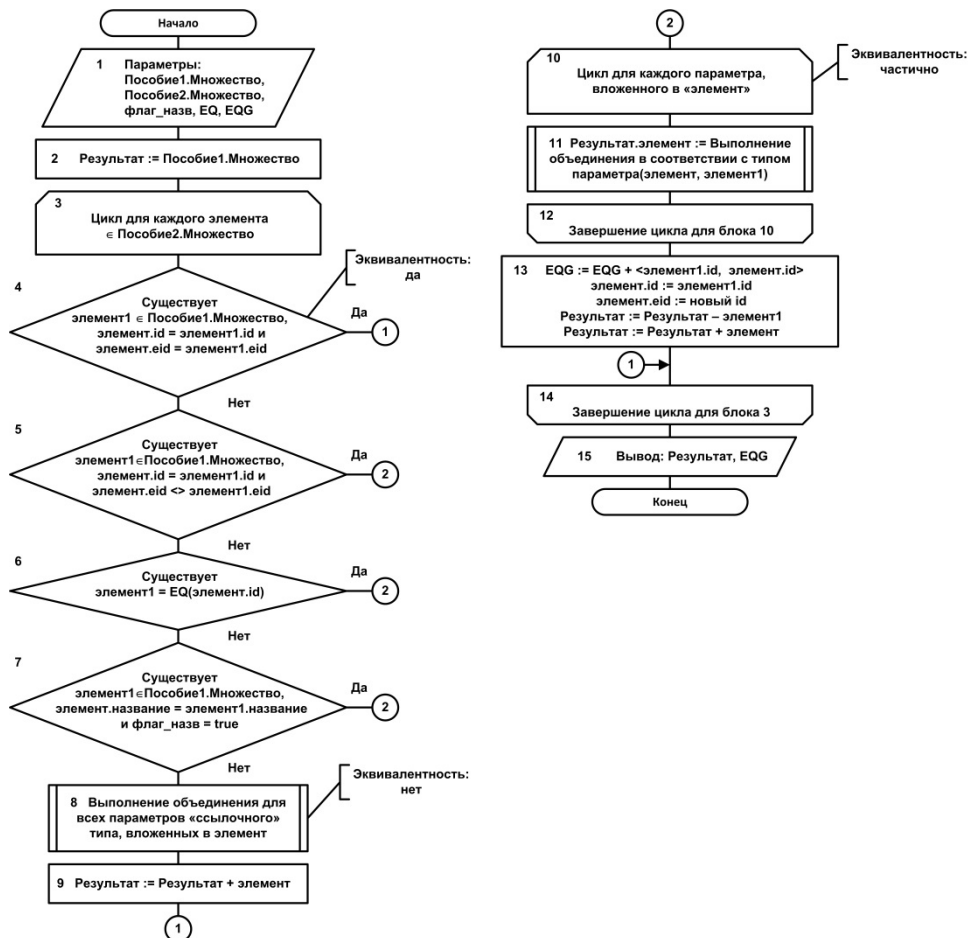 Начало
1 Параметры:
Пособие1.Множество,
Пособие2.Множество,
флаг_назв, EQ, EQG
2 Результат := Пособие1.Множество
3
Цикл для каждого элемента
∈ Пособие2.Множество
Эквивалентность:
да
4
Существует
элемент1 ∈ Пособие1.Множество,
элемент.id = элемент1.id и
элемент.eid = элемент1.eid
Да
1
Нет
5
Существует
элемент1∈Пособие1.Множество,
элемент.id = элемент1.id и
элемент.eid <> элемент1.eid
Да
2
Нет
6
Существует
элемент1 = EQ(элемент.id)
Да
2
Нет
7
Существует
элемент1∈Пособие1.Множество,
элемент.название = элемент1.название
и флаг_назв = true
Да
2
Нет
Эквивалентность:
нет
8 Выполнение объединения для
всех параметров «ссылочного»
типа, вложенных в элемент
9 Результат := Результат + элемент
1
2
10
Цикл для каждого параметра,
вложенного в «элемент»
Эквивалентность:
частично
11 Результат.элемент := Выполнение
объединения в соответствии с типом
параметра(элемент, элемент1)
12
Завершение цикла для блока 10
13 EQG := EQG + <элемент1.id, элемент.id>
элемент.id := элемент1.id
элемент.eid := новый id
Результат := Результат – элемент1
Результат := Результат + элемент
1
14
Завершение цикла для блока 3
15 Вывод: Результат, EQG
Конец